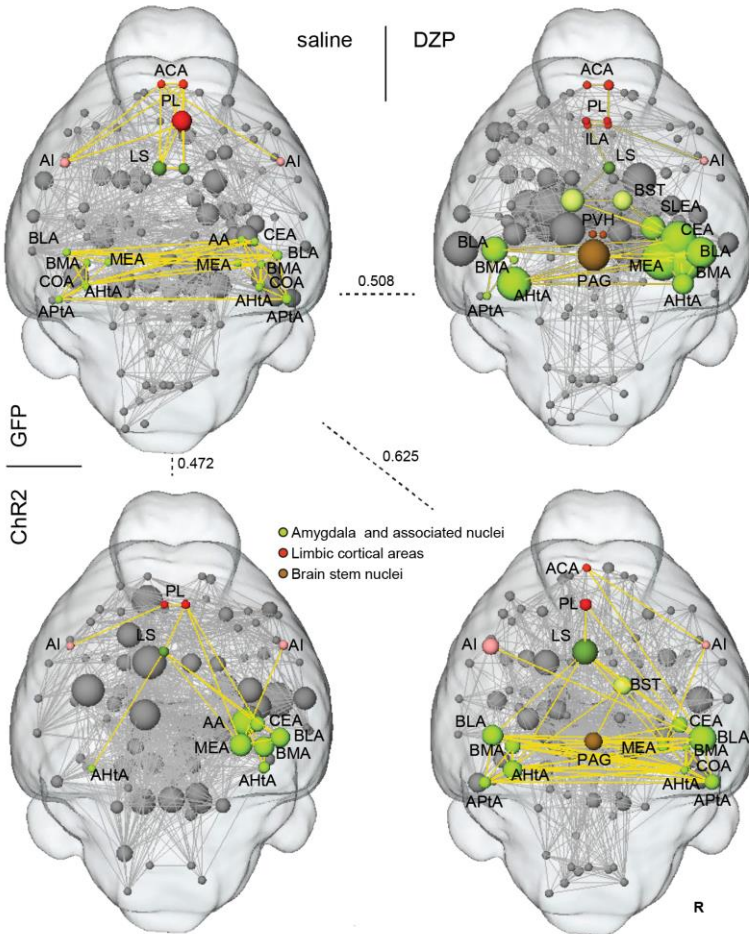 saline DZP
ACA
PL
AI
LS
AI
BLA
BMA
MEA
COA
AHtA
APtA
AA
CEA
BLA
MEA
BMA
COA
AHtA
APtA
ACA
PL
ILA
AI
LS
BST
SLEA
PVH
CEA
BLA
BLA
BMA
MEA
BMA
PAG
AHtA
AHtA
APtA
0.508
GFP
ChR2
0.472
0.625
Amygdala and associated nuclei
Limbic cortical areas
Brain stem nuclei
PL
AI
LS
AI
AA
CEA
BLA
MEA
BMA
AHtA
AHtA
ACA
PL
AI
LS
AI
BST
BLA
CEA
BLA
BMA
MEA
BMA
PAG
COA
AHtA
AHtA
APtA
APtA
R